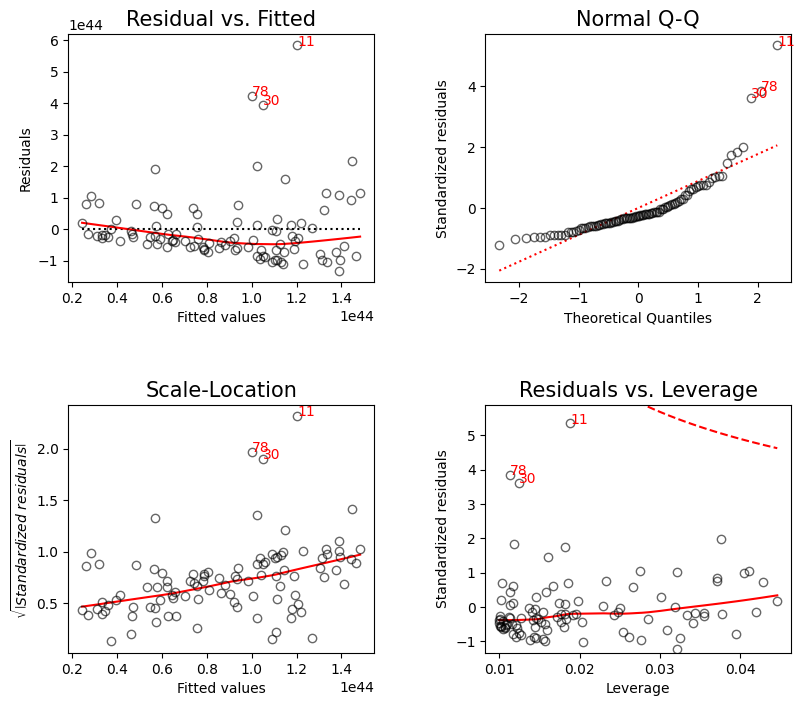 Residual vs. Fitted
1e44
6
5
4
3
2
1
0
−1
Residuals
11
78
30
0.2 0.4 0.6 0.8 1.0 1.2 1.4
Fitted values
1e44
Normal Q-Q
4
2
0
−2
Standardized residuals
11
78
30
−2 −1 0 1 2
Theoretical Quantiles
Scale-Location
2.0
1.5
1.0
0.5
√|Standardized residuals|
11
78
30
0.2 0.4 0.6 0.8 1.0 1.2 1.4
Fitted values
1e44
Residuals vs. Leverage
5
4
3
2
1
0
−1
Standardized residuals
11
78
30
0.01 0.02 0.03 0.04
Leverage